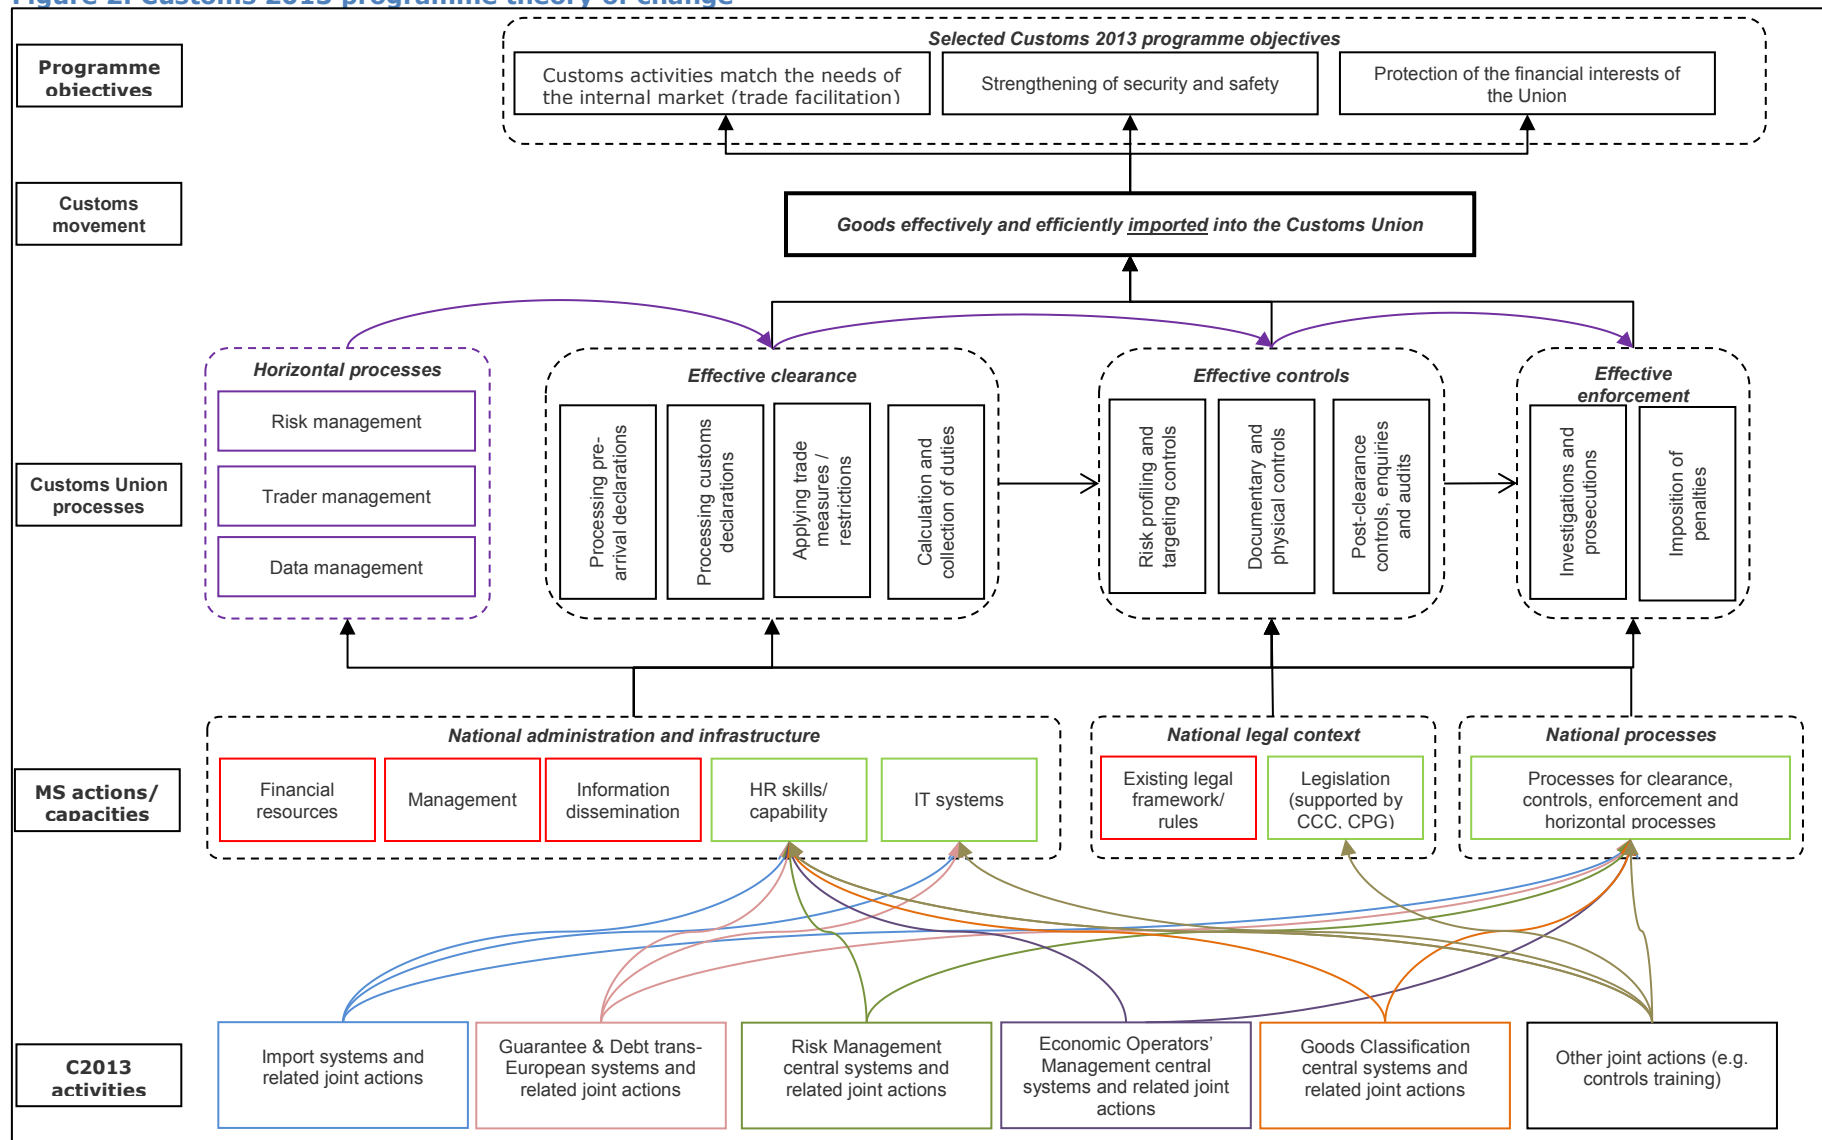 Figure 2: Customs 2013 programme theory of change
Selected Customs 2013 programme objectives
Programme
objectives
Customs activities match the needs of
the internal market (trade facilitation)
Strengthening of security and safety
Protection of the financial interests of
the Union
Customs
movement
Goods effectively and efficiently imported into the Customs Union
Customs Union
processes
Horizontal processes
Risk management
Trader management
Data management
Effective clearance
Processing pre-
arrival declarations
Processing customs
declarations
Applying trade
measures /
restrictions
Calculation and
collection of duties
Effective controls
Risk profiling and
targeting controls
Documentary and
physical controls
Post-clearance
controls, enquiries
and audits
Effective
enforcement
Investigations and
prosecutions
Imposition of
penalties
MS actions/
capacities
National administration and infrastructure
Financial
resources
Management
Information
dissemination
HR skills/
capability
IT systems
National legal context
Existing legal
framework/
rules
Legislation
(supported by
CCC, CPG)
National processes
Processes for clearance,
controls, enforcement and
horizontal processes
C2013
activities
Import systems and
related joint actions
Guarantee & Debt trans-
European systems and
related joint actions
Risk Management
central systems and
related joint actions
Economic Operators'
Management central
systems and related joint
actions
Goods Classification
central systems and
related joint actions
Other joint actions (e.g.
controls training)